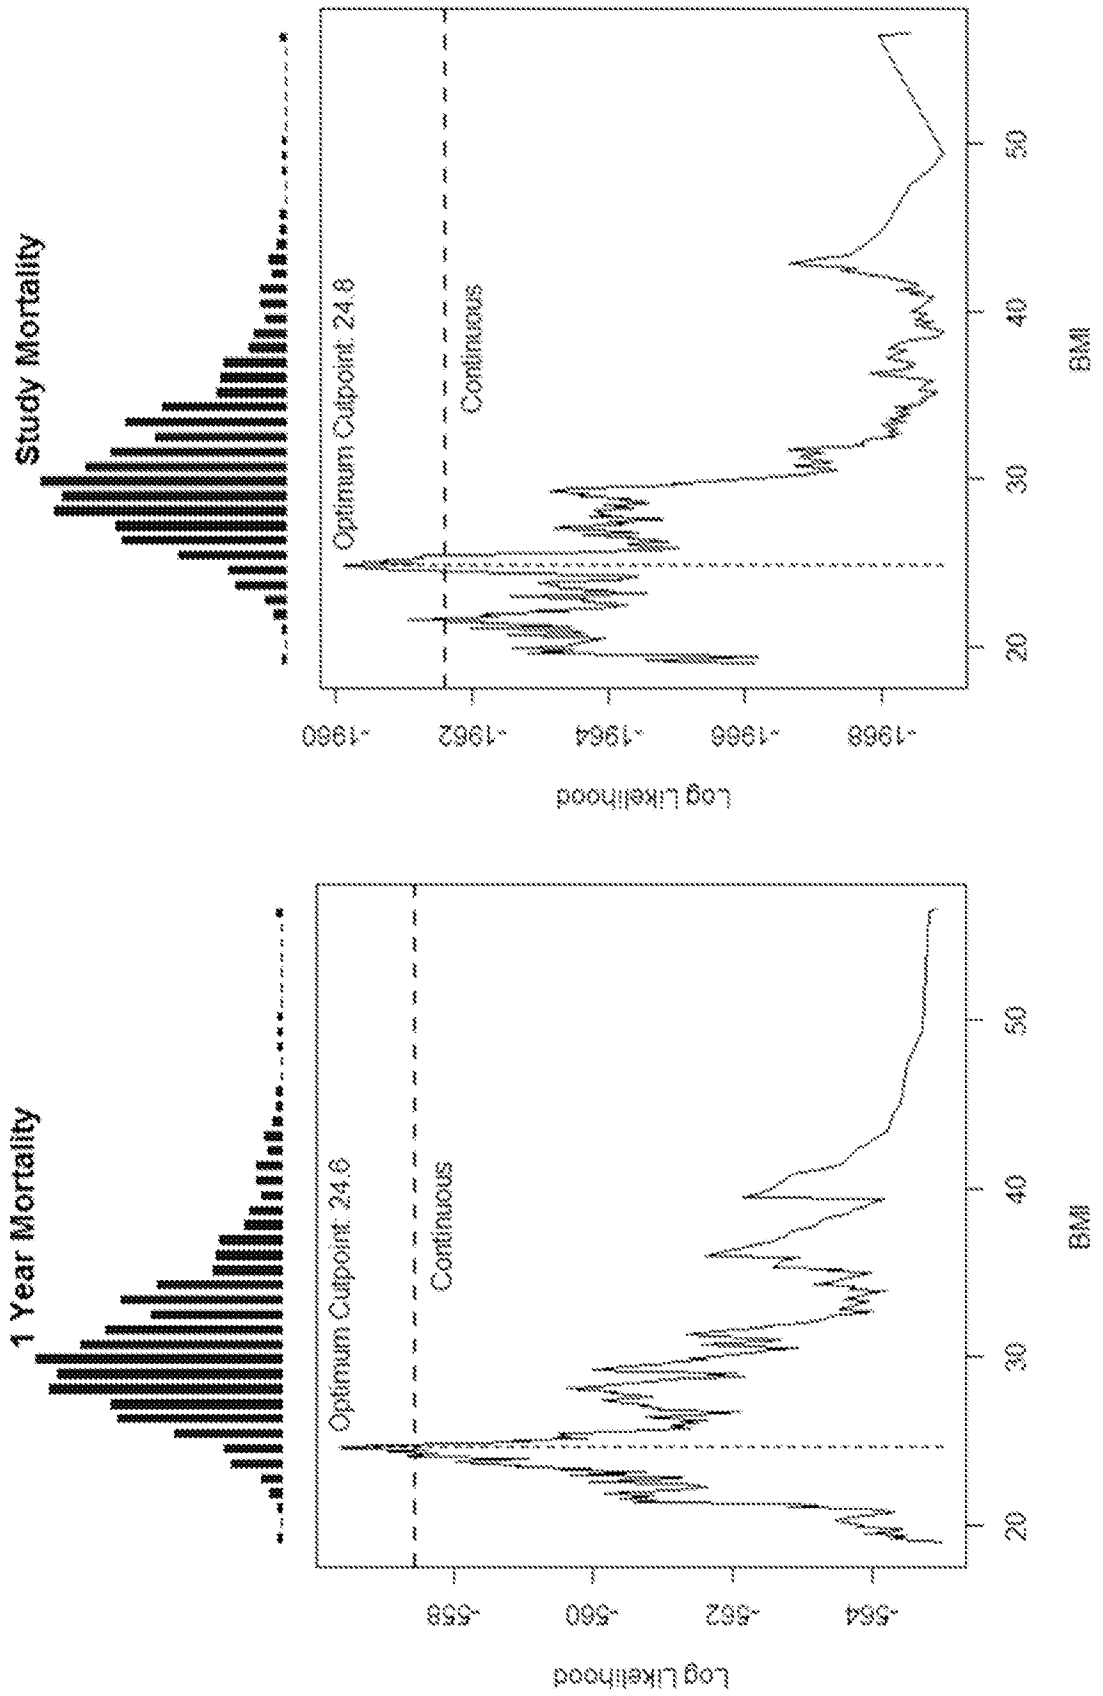 1 Year Mortality
Optimum Cutpoint: 24.6
Continuous
Log Likelihood
-558
-560
-562
-564
20
30
40
50
BMI
Study Mortality
Optimum Cutpoint: 24.8
Continuous
Log Likelihood
-1960
-1962
-1964
-1966
-1968
20
30
40
50
BMI